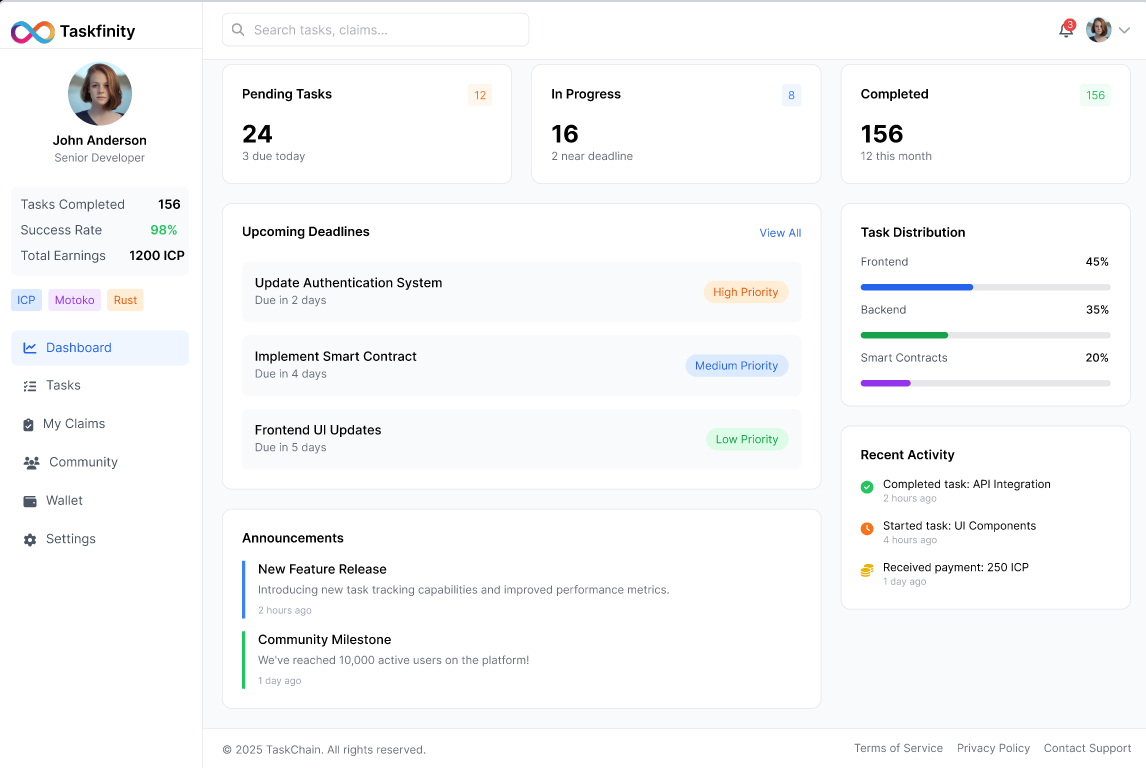 Taskfinity
Search tasks, claims...
3
John Anderson
Senior Developer
Tasks Completed 156
Success Rate 98%
Total Earnings 1200 ICP
ICP Motoko Rust
Dashboard
Tasks
My Claims
Community
Wallet
Settings
Pending Tasks 12
24
3 due today
In Progress 8
16
2 near deadline
Completed 156
156
12 this month
Upcoming Deadlines View All
Update Authentication System
Due in 2 days
High Priority
Implement Smart Contract
Due in 4 days
Medium Priority
Frontend UI Updates
Due in 5 days
Low Priority
Announcements
New Feature Release
Introducing new task tracking capabilities and improved performance metrics.
2 hours ago
Community Milestone
We've reached 10,000 active users on the platform!
1 day ago
Task Distribution
Frontend 45%
Backend 35%
Smart Contracts 20%
Recent Activity
Completed task: API Integration
2 hours ago
Started task: UI Components
4 hours ago
Received payment: 250 ICP
1 day ago
© 2025 TaskChain. All rights reserved.
Terms of Service Privacy Policy Contact Support